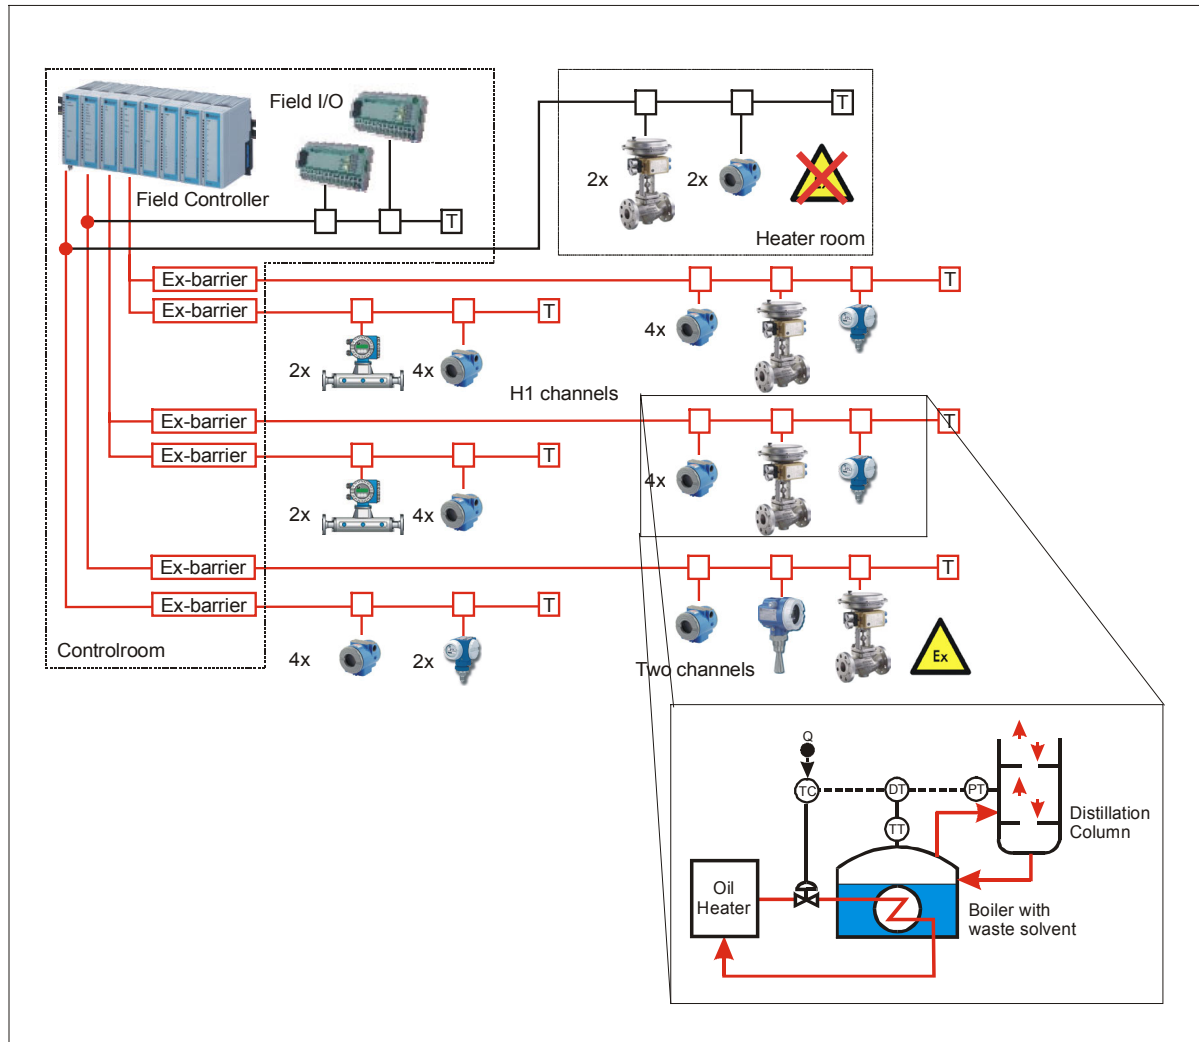 Field I/O
T
2x
2x
Ex
Field Controller
T
Heater room
Ex-barrier
T
Ex-barrier
T
4x
2x
4x
H1 channels
Ex-barrier
T
Ex-barrier
T
4x
2x
4x
Ex-barrier
T
Ex-barrier
T
Controlroom
4x
2x
Two channels
Ex
Q
TC
DT
PT
TT
Distillation
Column
Oil
Heater
Boiler with
waste solvent